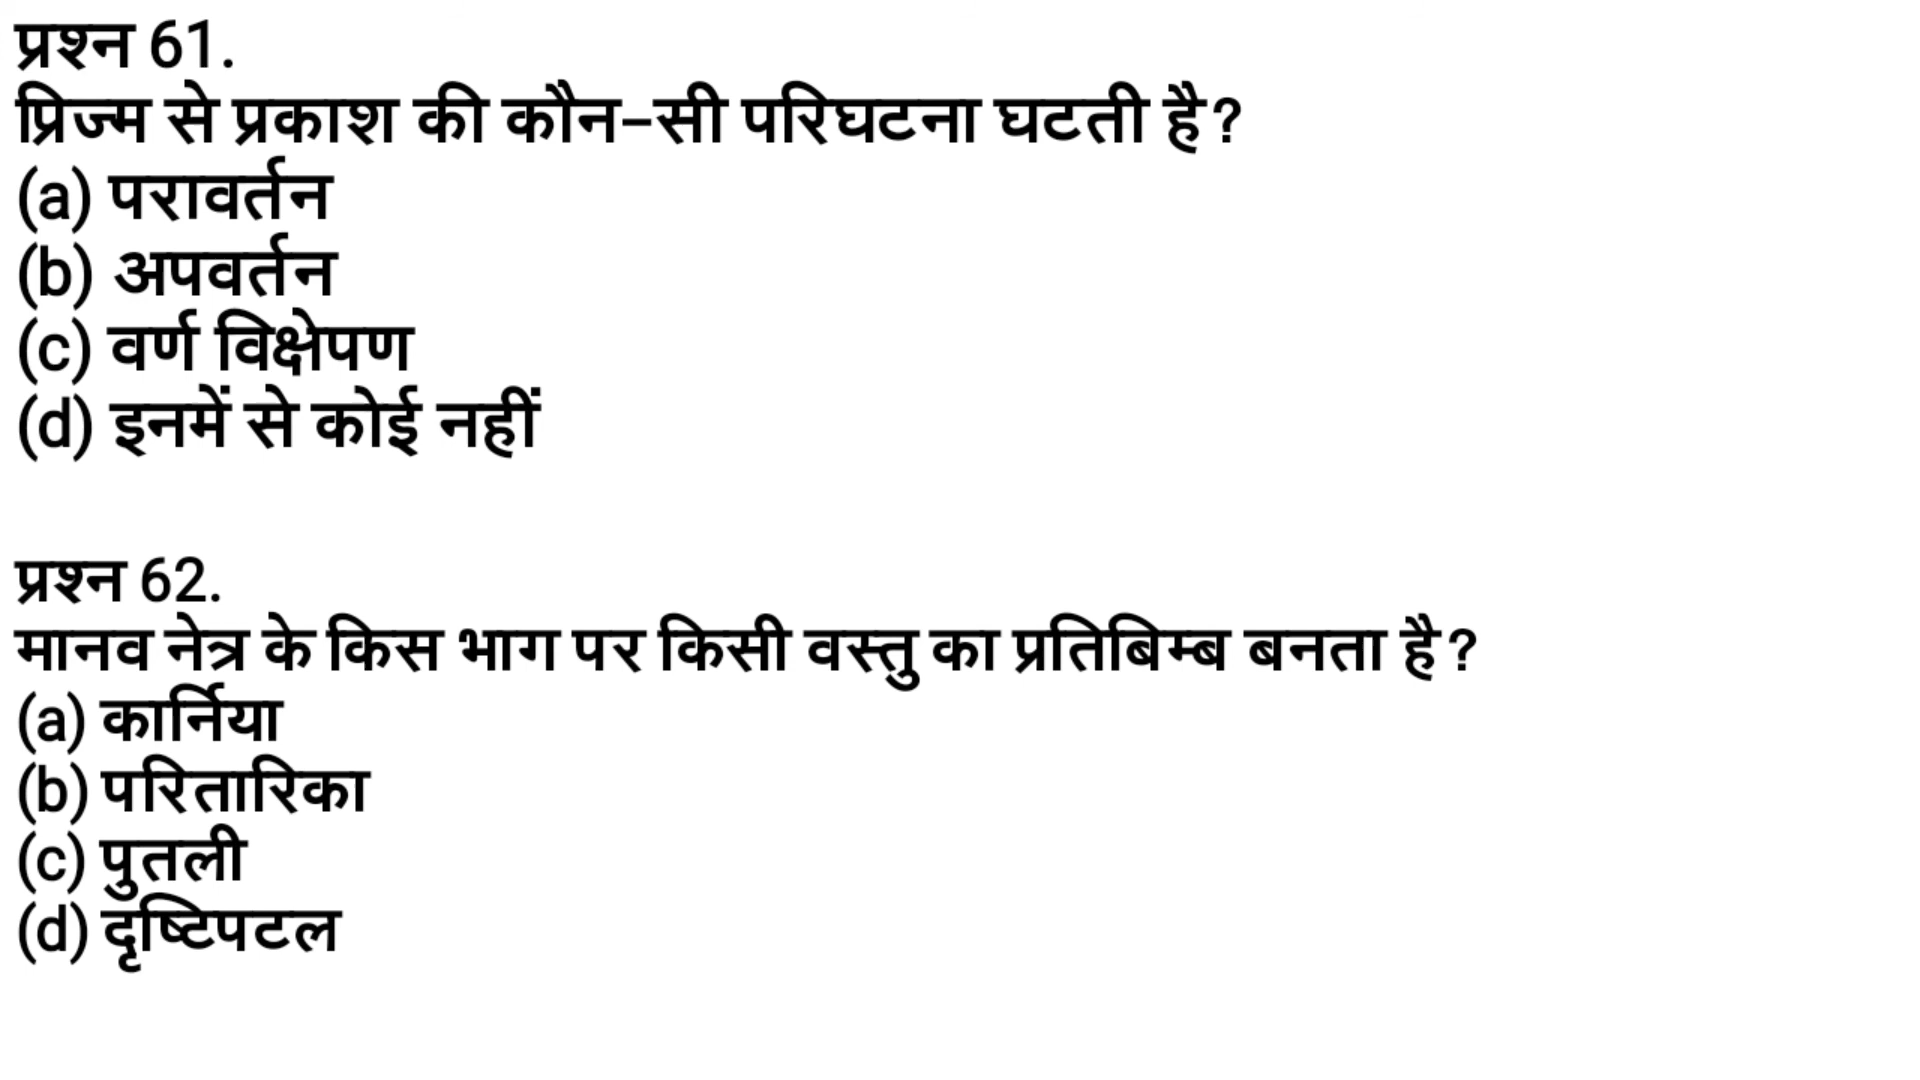 प्रश्न 61.
प्रिज्म से प्रकाश की कौन-सी परिघटना घटती है?
(a) परावर्तन
(b) अपवर्तन
(c) वर्ण विक्षेपण
(d) इनमें से कोई नहीं
प्रश्न 62.
मानव नेत्र के किस भाग पर किसी वस्तु का प्रतिबिम्ब बनता है?
(a) कार्निया
(b) परितारिका
(c) पुतली
(d) दृष्टिपटल